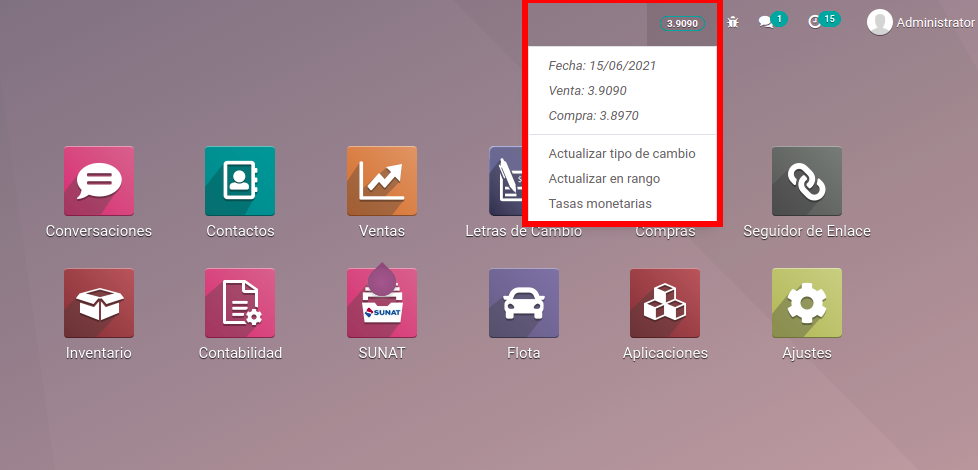 3.9090
1
15
Administrator
Fecha: 15/06/2021
Venta: 3.9090
Compra: 3.8970
Actualizar tipo de cambio
Actualizar en rango
Tasas monetarias
$
Conversaciones
Contactos
Ventas
Letras de Cambio
Compras
Seguidor de Enlace
SUNAT
Inventario
Contabilidad
SUNAT
Flota
Aplicaciones
Ajustes